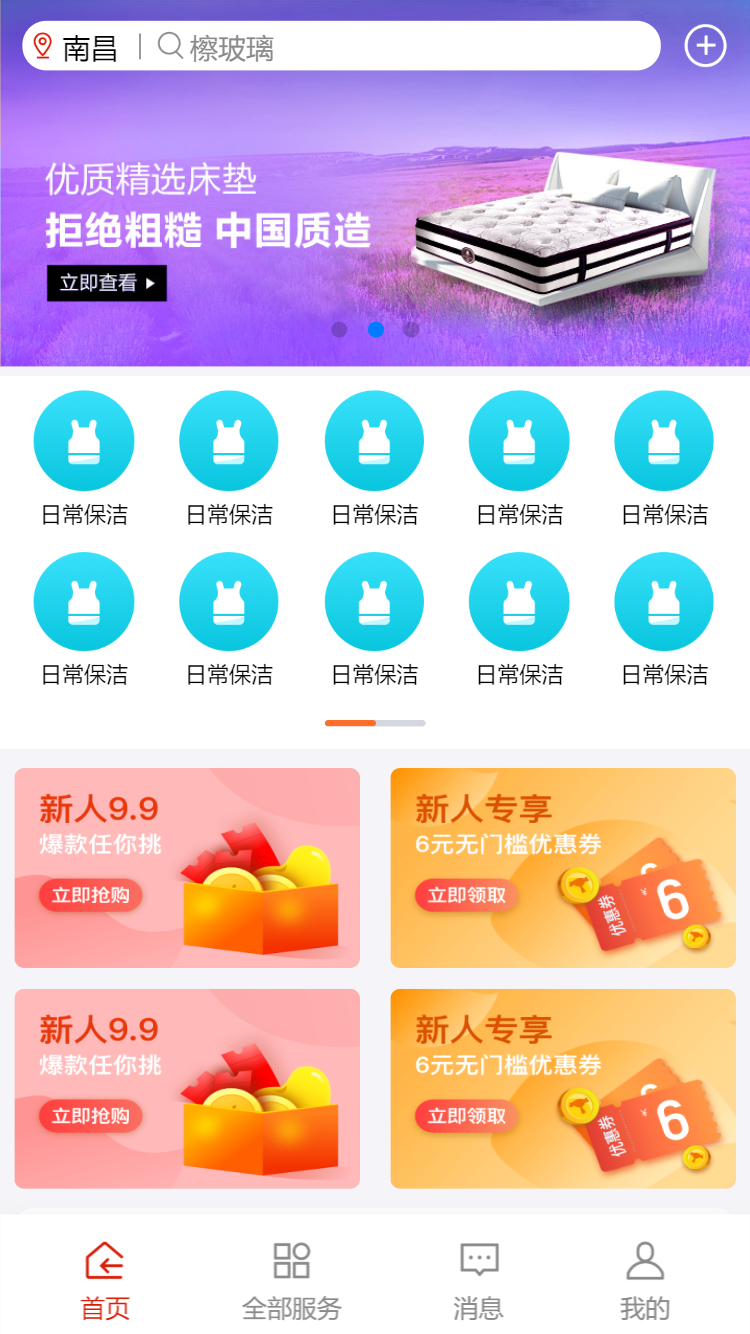 南昌
檫玻璃
优质精选床垫
拒绝粗糙 中国质造
立即查看
日常保洁 日常保洁 日常保洁 日常保洁 日常保洁
日常保洁 日常保洁 日常保洁 日常保洁 日常保洁
新人9.9
爆款任你挑
立即抢购
新人专享
6元无门槛优惠券
立即领取
优惠券
¥
6
新人9.9
爆款任你挑
立即抢购
新人专享
6元无门槛优惠券
立即领取
优惠券
¥
6
首页 全部服务 消息 我的